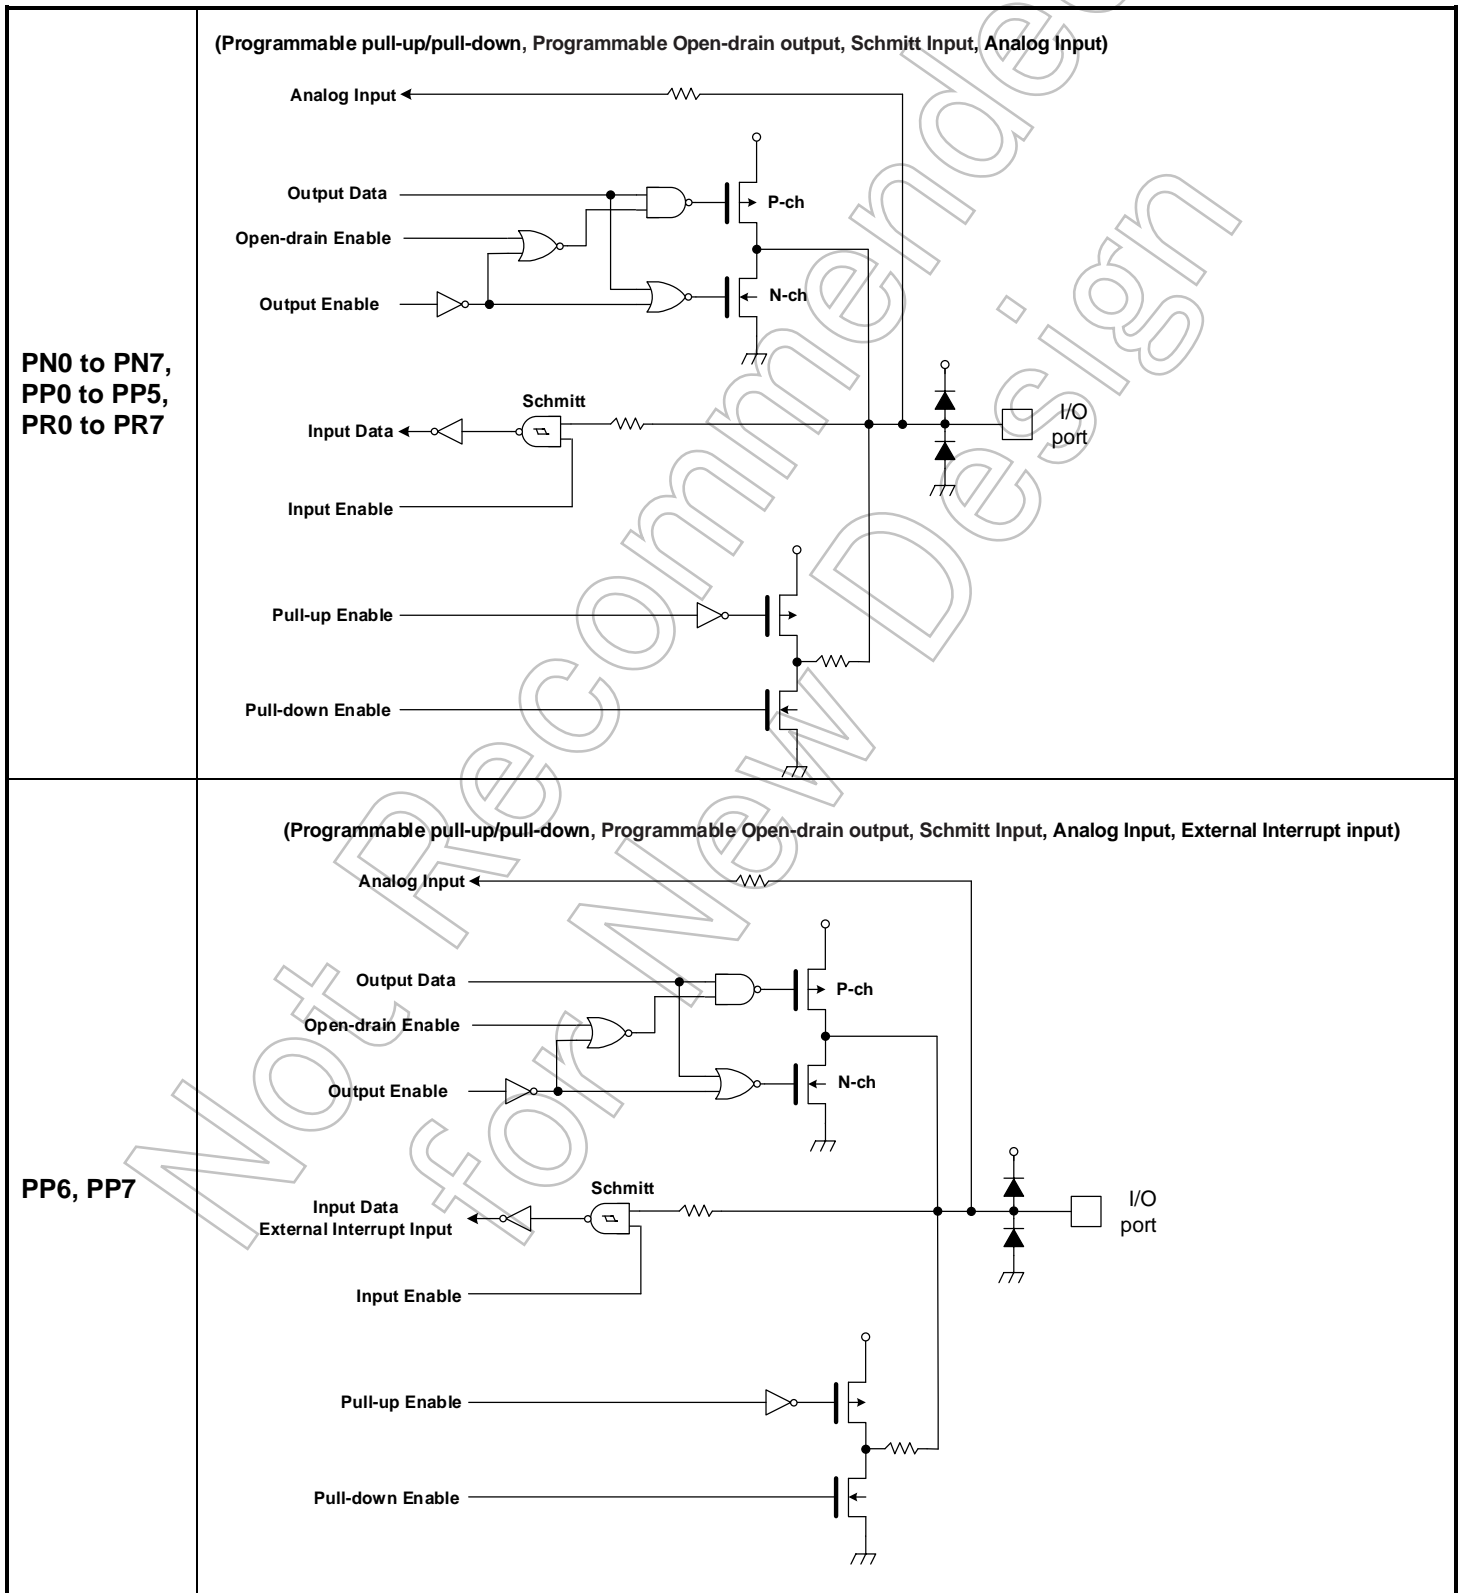 (Programmable pull-up/pull-down, Programmable Open-drain output, Schmitt Input, Analog Input)
Analog Input
Output Data
P-ch
Open-drain Enable
Output Enable
N-ch
PN0 to PN7,
PP0 to PP5,
PR0 to PR7
Schmitt
Input Data
I/O
port
Input Enable
Pull-up Enable
Pull-down Enable
(Programmable pull-up/pull-down, Programmable Open-drain output, Schmitt Input, Analog Input, External Interrupt input)
Analog Input
Output Data
P-ch
Open-drain Enable
Output Enable
N-ch
PP6, PP7
Schmitt
Input Data
External Interrupt Input
I/O
port
Input Enable
Pull-up Enable
Pull-down Enable
Not Recommended
for New Design